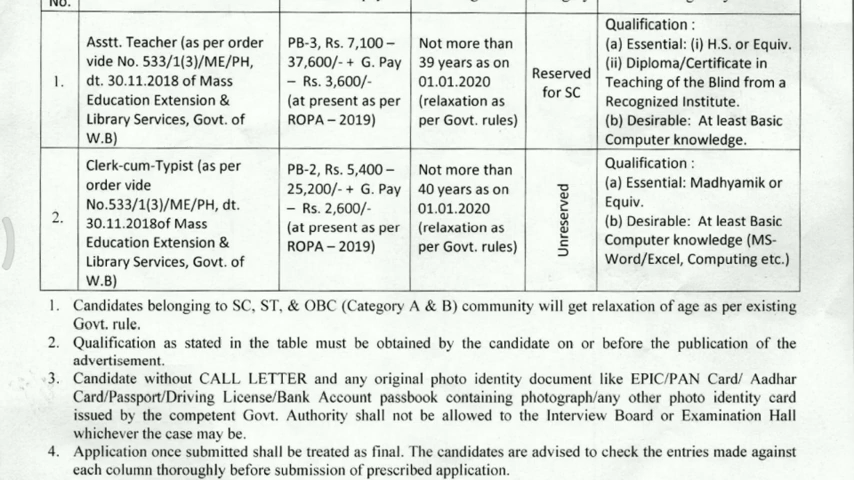 No.
1.
Asstt. Teacher (as per order
vide No. 533/1(3)/ME/PH,
dt. 30.11.2018 of Mass
Education Extension &
Library Services, Govt. of
W.B)
PB-3, Rs. 7,100 –
37,600/- + G. Pay
– Rs. 3,600/-
(at present as per
ROPA – 2019)
Not more than
39 years as on
01.01.2020
(relaxation as
per Govt. rules)
Reserved
for SC
Qualification :
(a) Essential: (i) H.S. or Equiv.
(ii) Diploma/Certificate in
Teaching of the Blind from a
Recognized Institute.
(b) Desirable: At least Basic
Computer knowledge.
2.
Clerk-cum-Typist (as per
order vide
No.533/1(3)/ME/PH, dt.
30.11.2018of Mass
Education Extension &
Library Services, Govt. of
W.B)
PB-2, Rs. 5,400 –
25,200/- + G. Pay
– Rs. 2,600/-
(at present as per
ROPA – 2019)
Not more than
40 years as on
01.01.2020
(relaxation as
per Govt. rules)
Unreserved
Qualification :
(a) Essential: Madhyamik or
Equiv.
(b) Desirable: At least Basic
Computer knowledge (MS-
Word/Excel, Computing etc.)
1. Candidates belonging to SC, ST, & OBC (Category A & B) community will get relaxation of age as per existing
Govt. rule.
2. Qualification as stated in the table must be obtained by the candidate on or before the publication of the
advertisement.
3. Candidate without CALL LETTER and any original photo identity document like EPIC/PAN Card/ Aadhar
Card/Passport/Driving License/Bank Account passbook containing photograph/any other photo identity card
issued by the competent Govt. Authority shall not be allowed to the Interview Board or Examination Hall
whichever the case may be.
4. Application once submitted shall be treated as final. The candidates are advised to check the entries made against
each column thoroughly before submission of prescribed application.